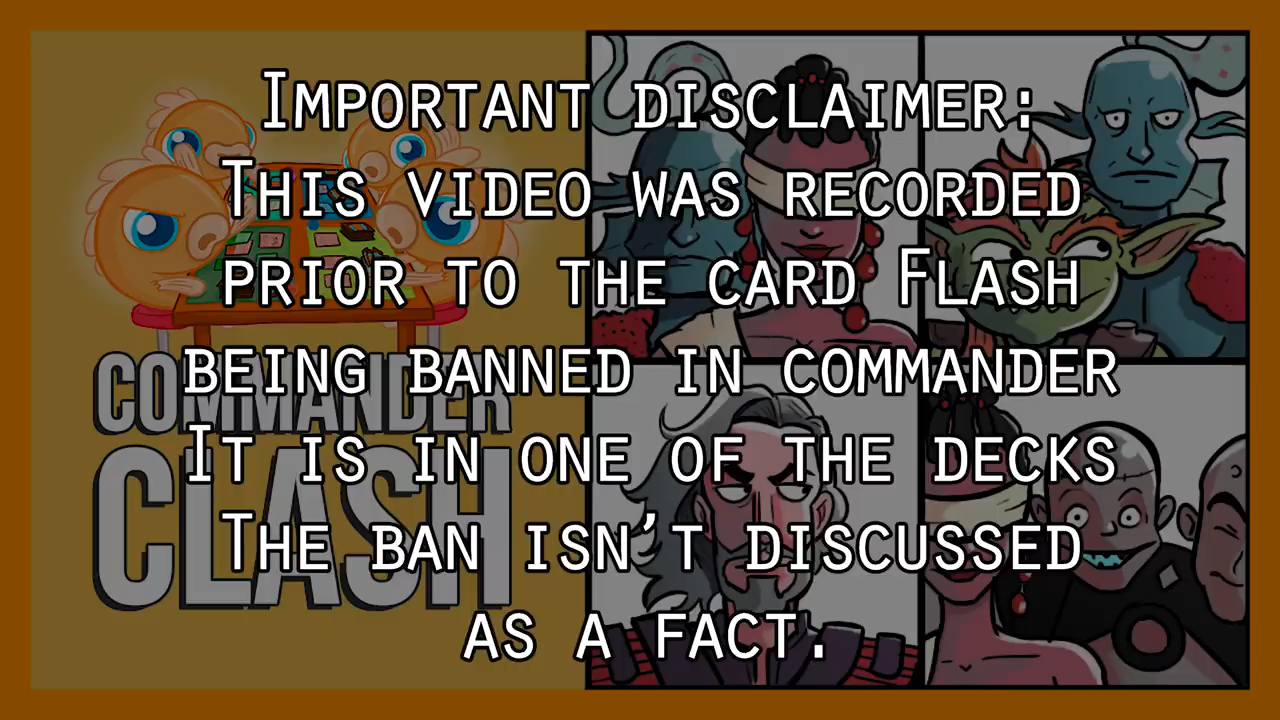 Important disclaimer:
This video was recorded
prior to the card Flash
being banned in commander
COMMANDER
It is in one of the decks
CLASH
The ban isn't discussed
as a fact.